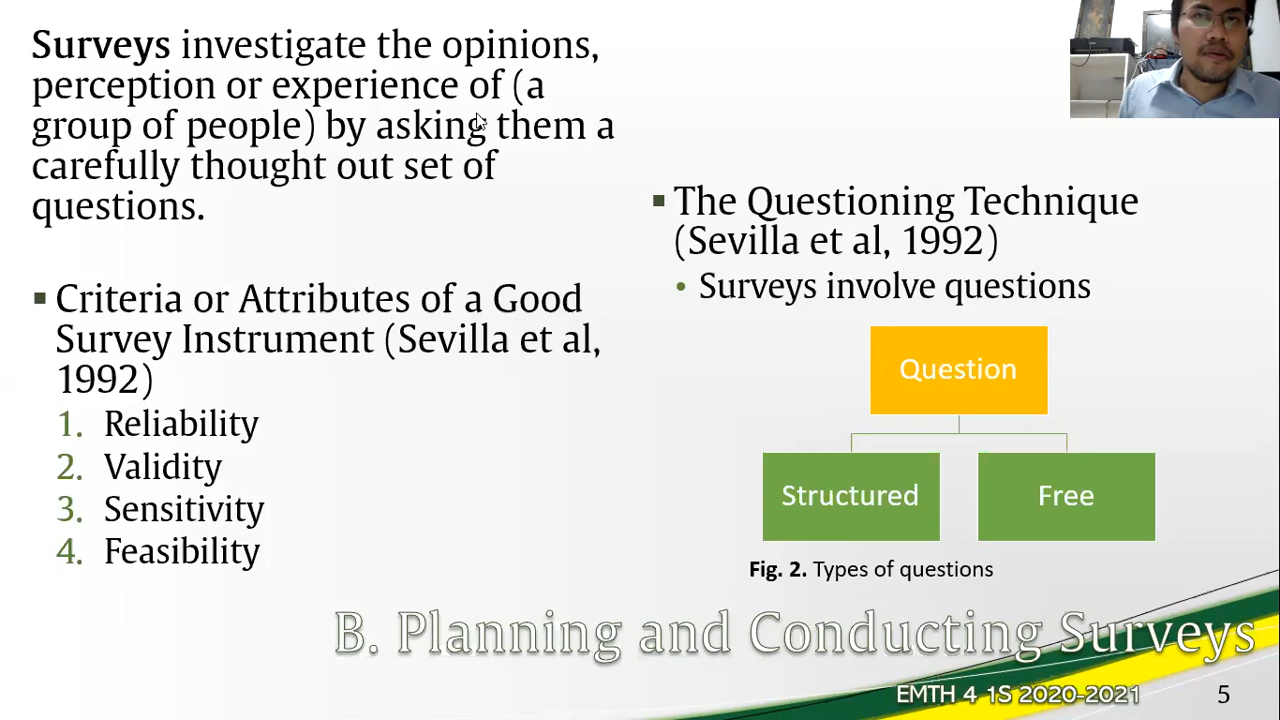 Surveys investigate the opinions,
perception or experience of (a
group of people) by asking them a
carefully thought out set of
questions.
▪ Criteria or Attributes of a Good
Survey Instrument (Sevilla et al,
1992)
1. Reliability
2. Validity
3. Sensitivity
4. Feasibility
▪ The Questioning Technique
(Sevilla et al, 1992)
• Surveys involve questions
Question
Structured
Free
Fig. 2. Types of questions
B. Planning and Conducting Surveys
EMTH 4 1S 2020-2021
5